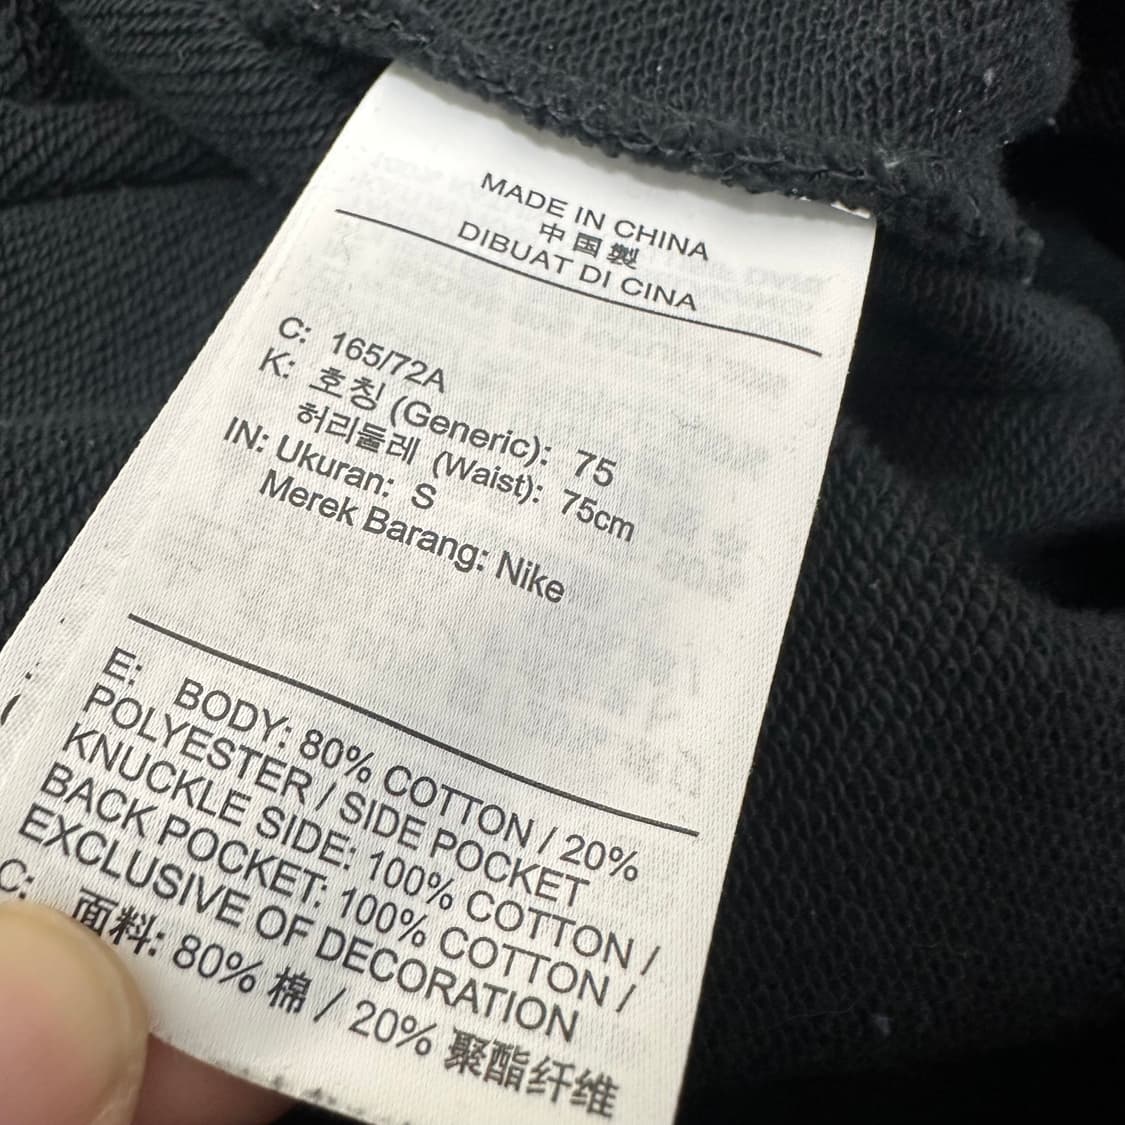 MADE IN CHINA
中国製
DIBUAT DI CINA
C: 165/72A
K: 호칭 (Generic): 75
허리둘레 (Waist): 75cm
IN: Ukuran: S
Merek Barang: Nike
E: BODY: 80% COTTON / 20%
POLYESTER / SIDE POCKET
KNUCKLE SIDE: 100% COTTON /
BACK POCKET: 100% COTTON /
EXCLUSIVE OF DECORATION
C: 面料: 80% 棉 / 20% 聚酯纤维